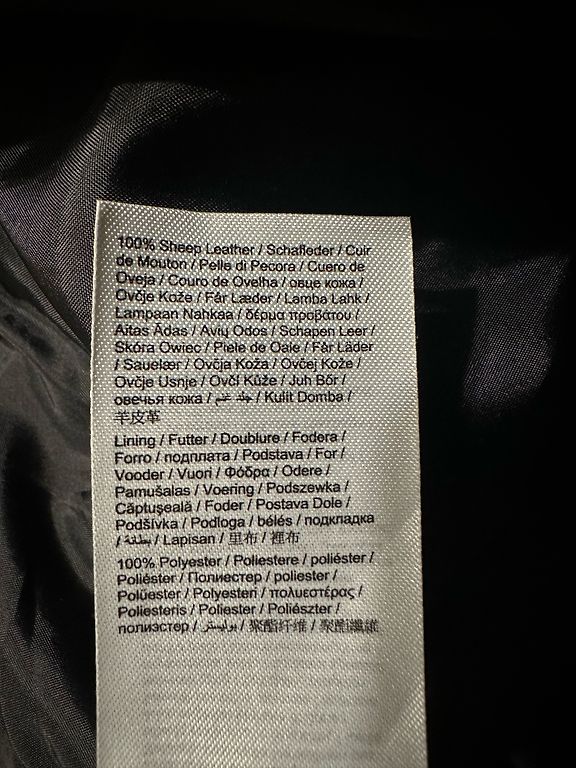 100% Sheep Leather / Schafleder / Cuir
de Mouton / Pelle di Pecora / Cuero de
Oveja / Couro de Ovelha / овце кожа /
Ovčje Kože / Får Læder / Lamba Lahk /
Lampaan Nahkaa / δέρμα προβάτου /
Aitas Ādas / Avių Odos / Schapen Leer /
Skóra Owiec / Piele de Oaie / Får Läder
/ Sauelær / Ovčja Koža / Ovčej Kože /
Ovčje Usnje / Ovčí Kůže / Juh Bőr /
овечья кожа / جلد غنم / Kulit Domba /
羊皮革
Lining / Futter / Doublure / Fodera /
Forro / подплата / Podstava / For /
Vooder / Vuori / Φόδρα / Odere /
Pamušalas / Voering / Podszewka /
Căptuşeală / Foder / Postava Dole /
Podšívka / Podloga / bélés / подкладка
/ بطانة / Lapisan / 里布 / 裡布
100% Polyester / Poliestere / poliéster /
Poliéster / Полиестер / poliester /
Polüester / Polyesteri / πολυεστέρας /
Poliesteris / Poliester / Poliészter /
полиэстер / بوليستر / 聚酯纤维 / 聚酯纖維